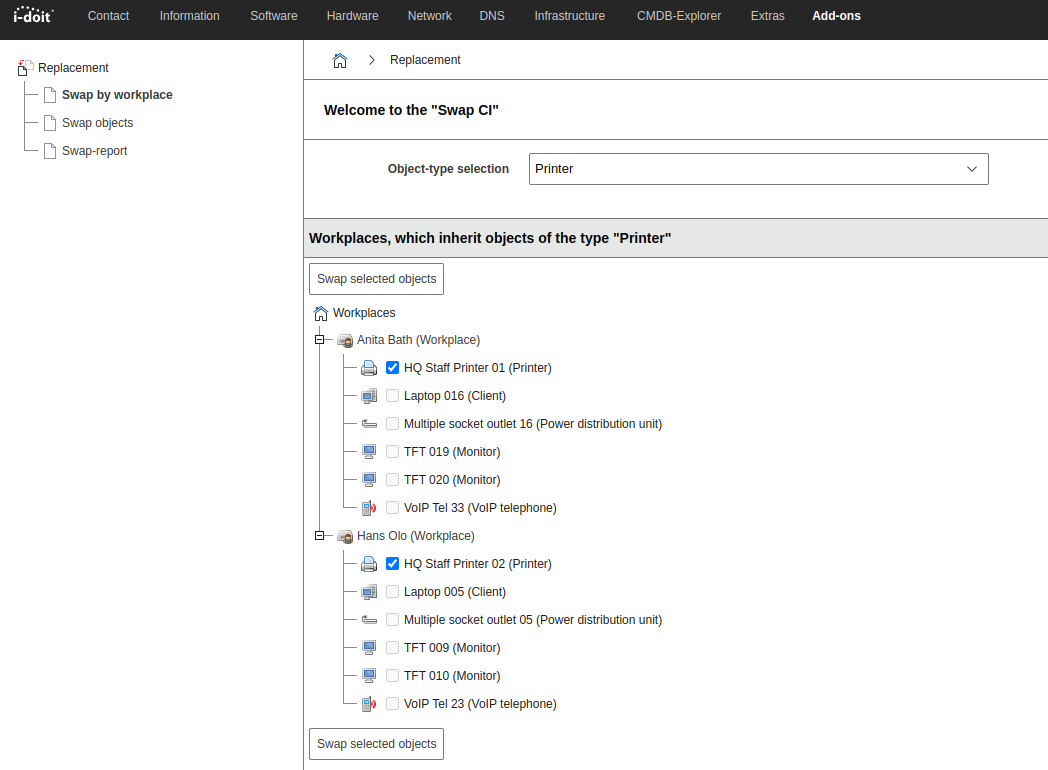 i-doit Contact Information Software Hardware Network DNS Infrastructure CMDB-Explorer Extras Add-ons
Replacement
Swap by workplace
Swap objects
Swap-report
Replacement
Welcome to the "Swap CI"
Object-type selection Printer
Workplaces, which inherit objects of the type "Printer"
Swap selected objects
Workplaces
Anita Bath (Workplace)
HQ Staff Printer 01 (Printer)
Laptop 016 (Client)
Multiple socket outlet 16 (Power distribution unit)
TFT 019 (Monitor)
TFT 020 (Monitor)
VoIP Tel 33 (VoIP telephone)
Hans Olo (Workplace)
HQ Staff Printer 02 (Printer)
Laptop 005 (Client)
Multiple socket outlet 05 (Power distribution unit)
TFT 009 (Monitor)
TFT 010 (Monitor)
VoIP Tel 23 (VoIP telephone)
Swap selected objects